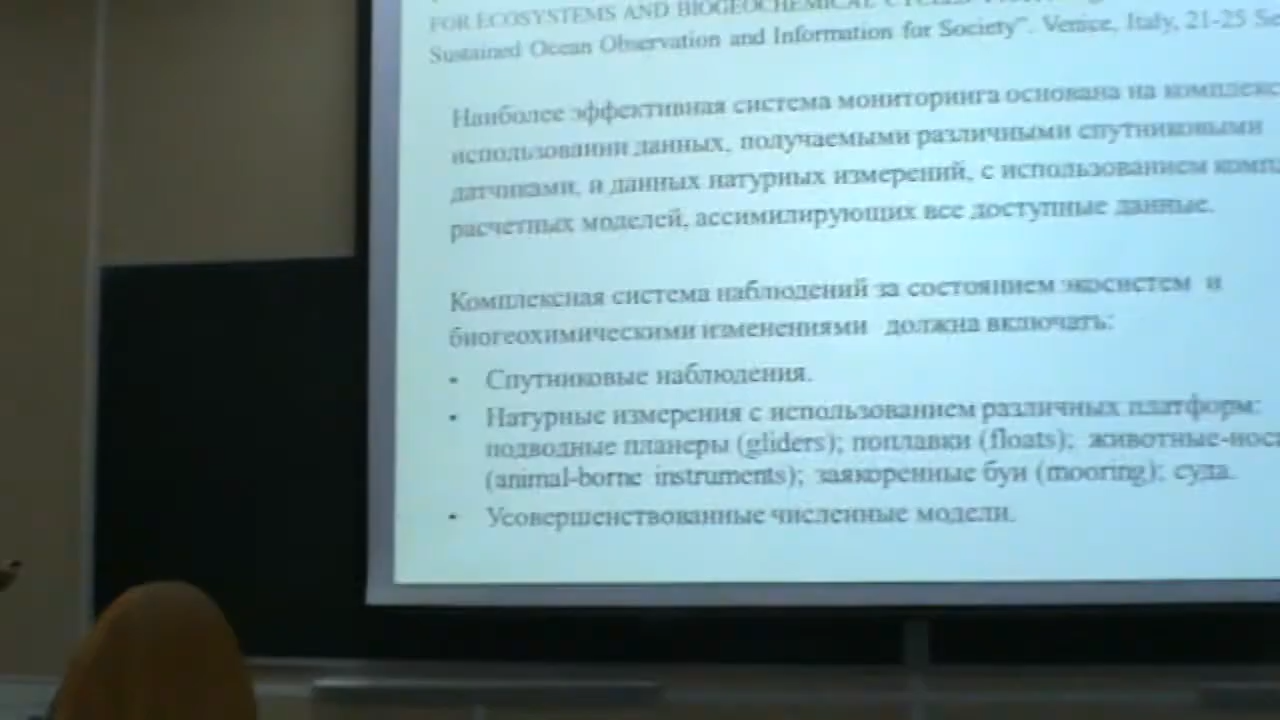 FOR ECOSYSTEMS AND BIOGEOCHEMICAL
Sustained Ocean Observation and Information for Society". Venice, Italy, 21-25 Se
Наиболее эффективная система мониторинга основана на комплекс
использовании данных, получаемыми различными спутниковыми
датчиками, и данных натурных измерений, с использованием компл
расчетных моделей, ассимилирующих все доступные данные.
Комплексная система наблюдений за состоянием экосистем и
биогеохимическими изменениями должна включать:
• Спутниковые наблюдения.
• Натурные измерения с использованием различных платформ:
подводные планеры (gliders); поплавки (floats); животные-нос
(animal-borne instruments); заякоренные буи (mooring); суда.
• Усовершенствованные численные модели.